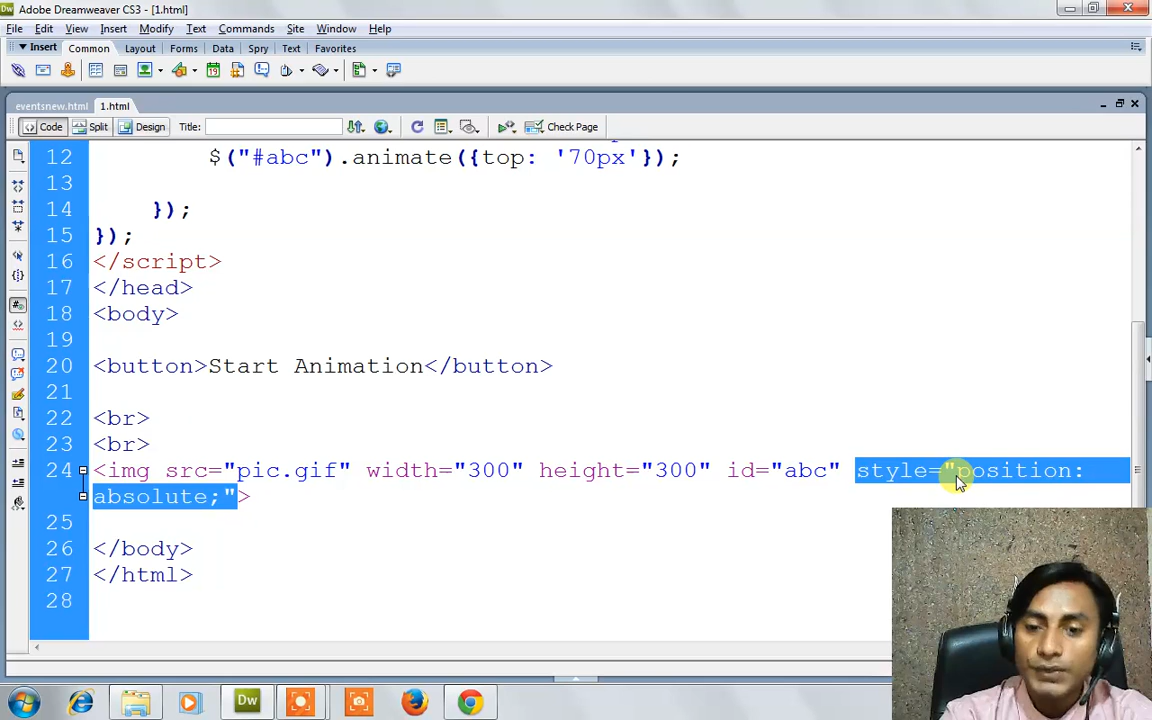 Adobe Dreamweaver CS3 - [1.html]
File Edit View Insert Modify Text Commands Site Window Help
Insert Common Layout Forms Data Spry Text Favorites
eventsnew.html 1.html
Code Split Design Title: Check Page
12 $("#abc").animate({top: '70px'});
13
14 });
15 });
16 </script>
17 </head>
18 <body>
19
20 <button>Start Animation</button>
21
22 <br>
23 <br>
24 <img src="pic.gif" width="300" height="300" id="abc" style="position:
absolute;">
25
26 </body>
27 </html>
28
Dw